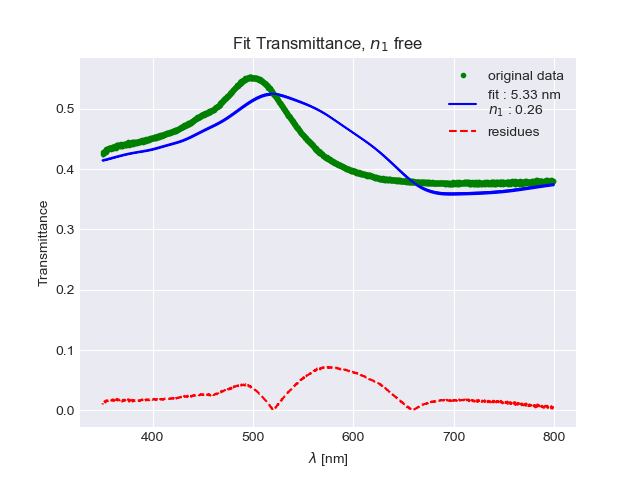 Fit Transmittance, n₁ free
original data
fit : 5.33 nm
n₁ : 0.26
residues
0.5
0.4
0.3
0.2
0.1
0.0
Transmittance
400 500 600 700 800
λ [nm]